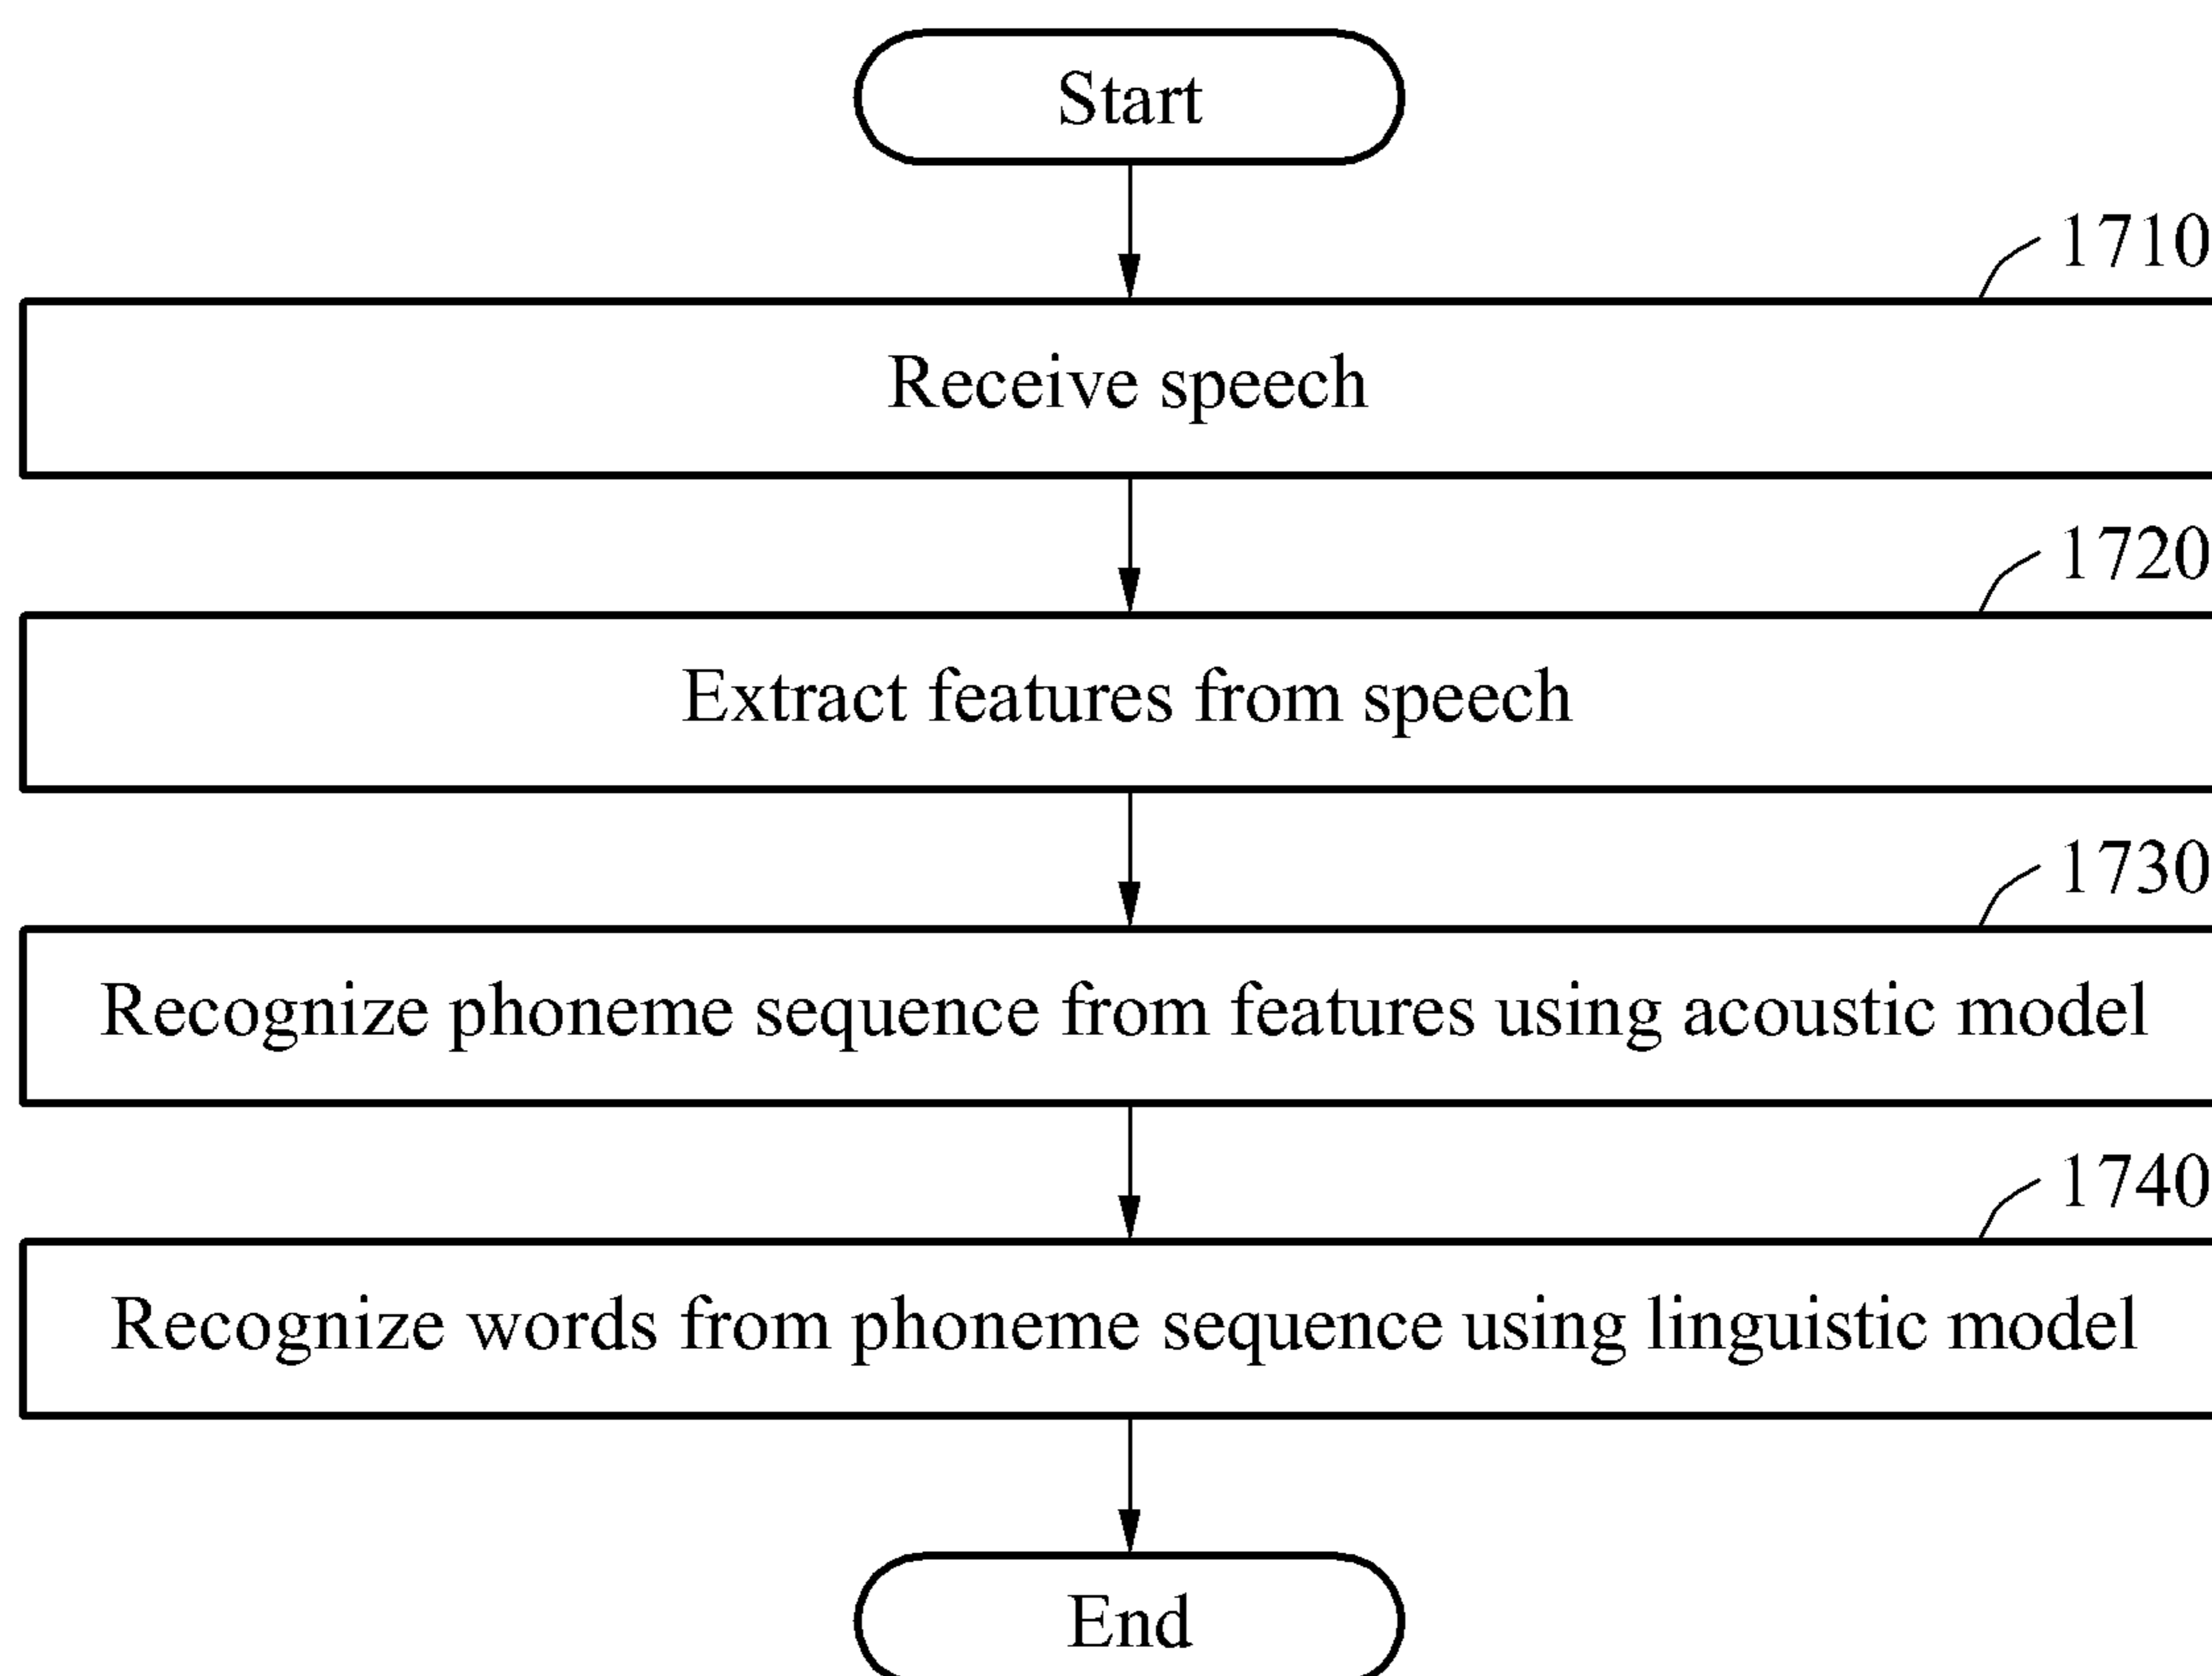 Start
1710
Receive speech
1720
Extract features from speech
1730
Recognize phoneme sequence from features using acoustic model
1740
Recognize words from phoneme sequence using linguistic model
End